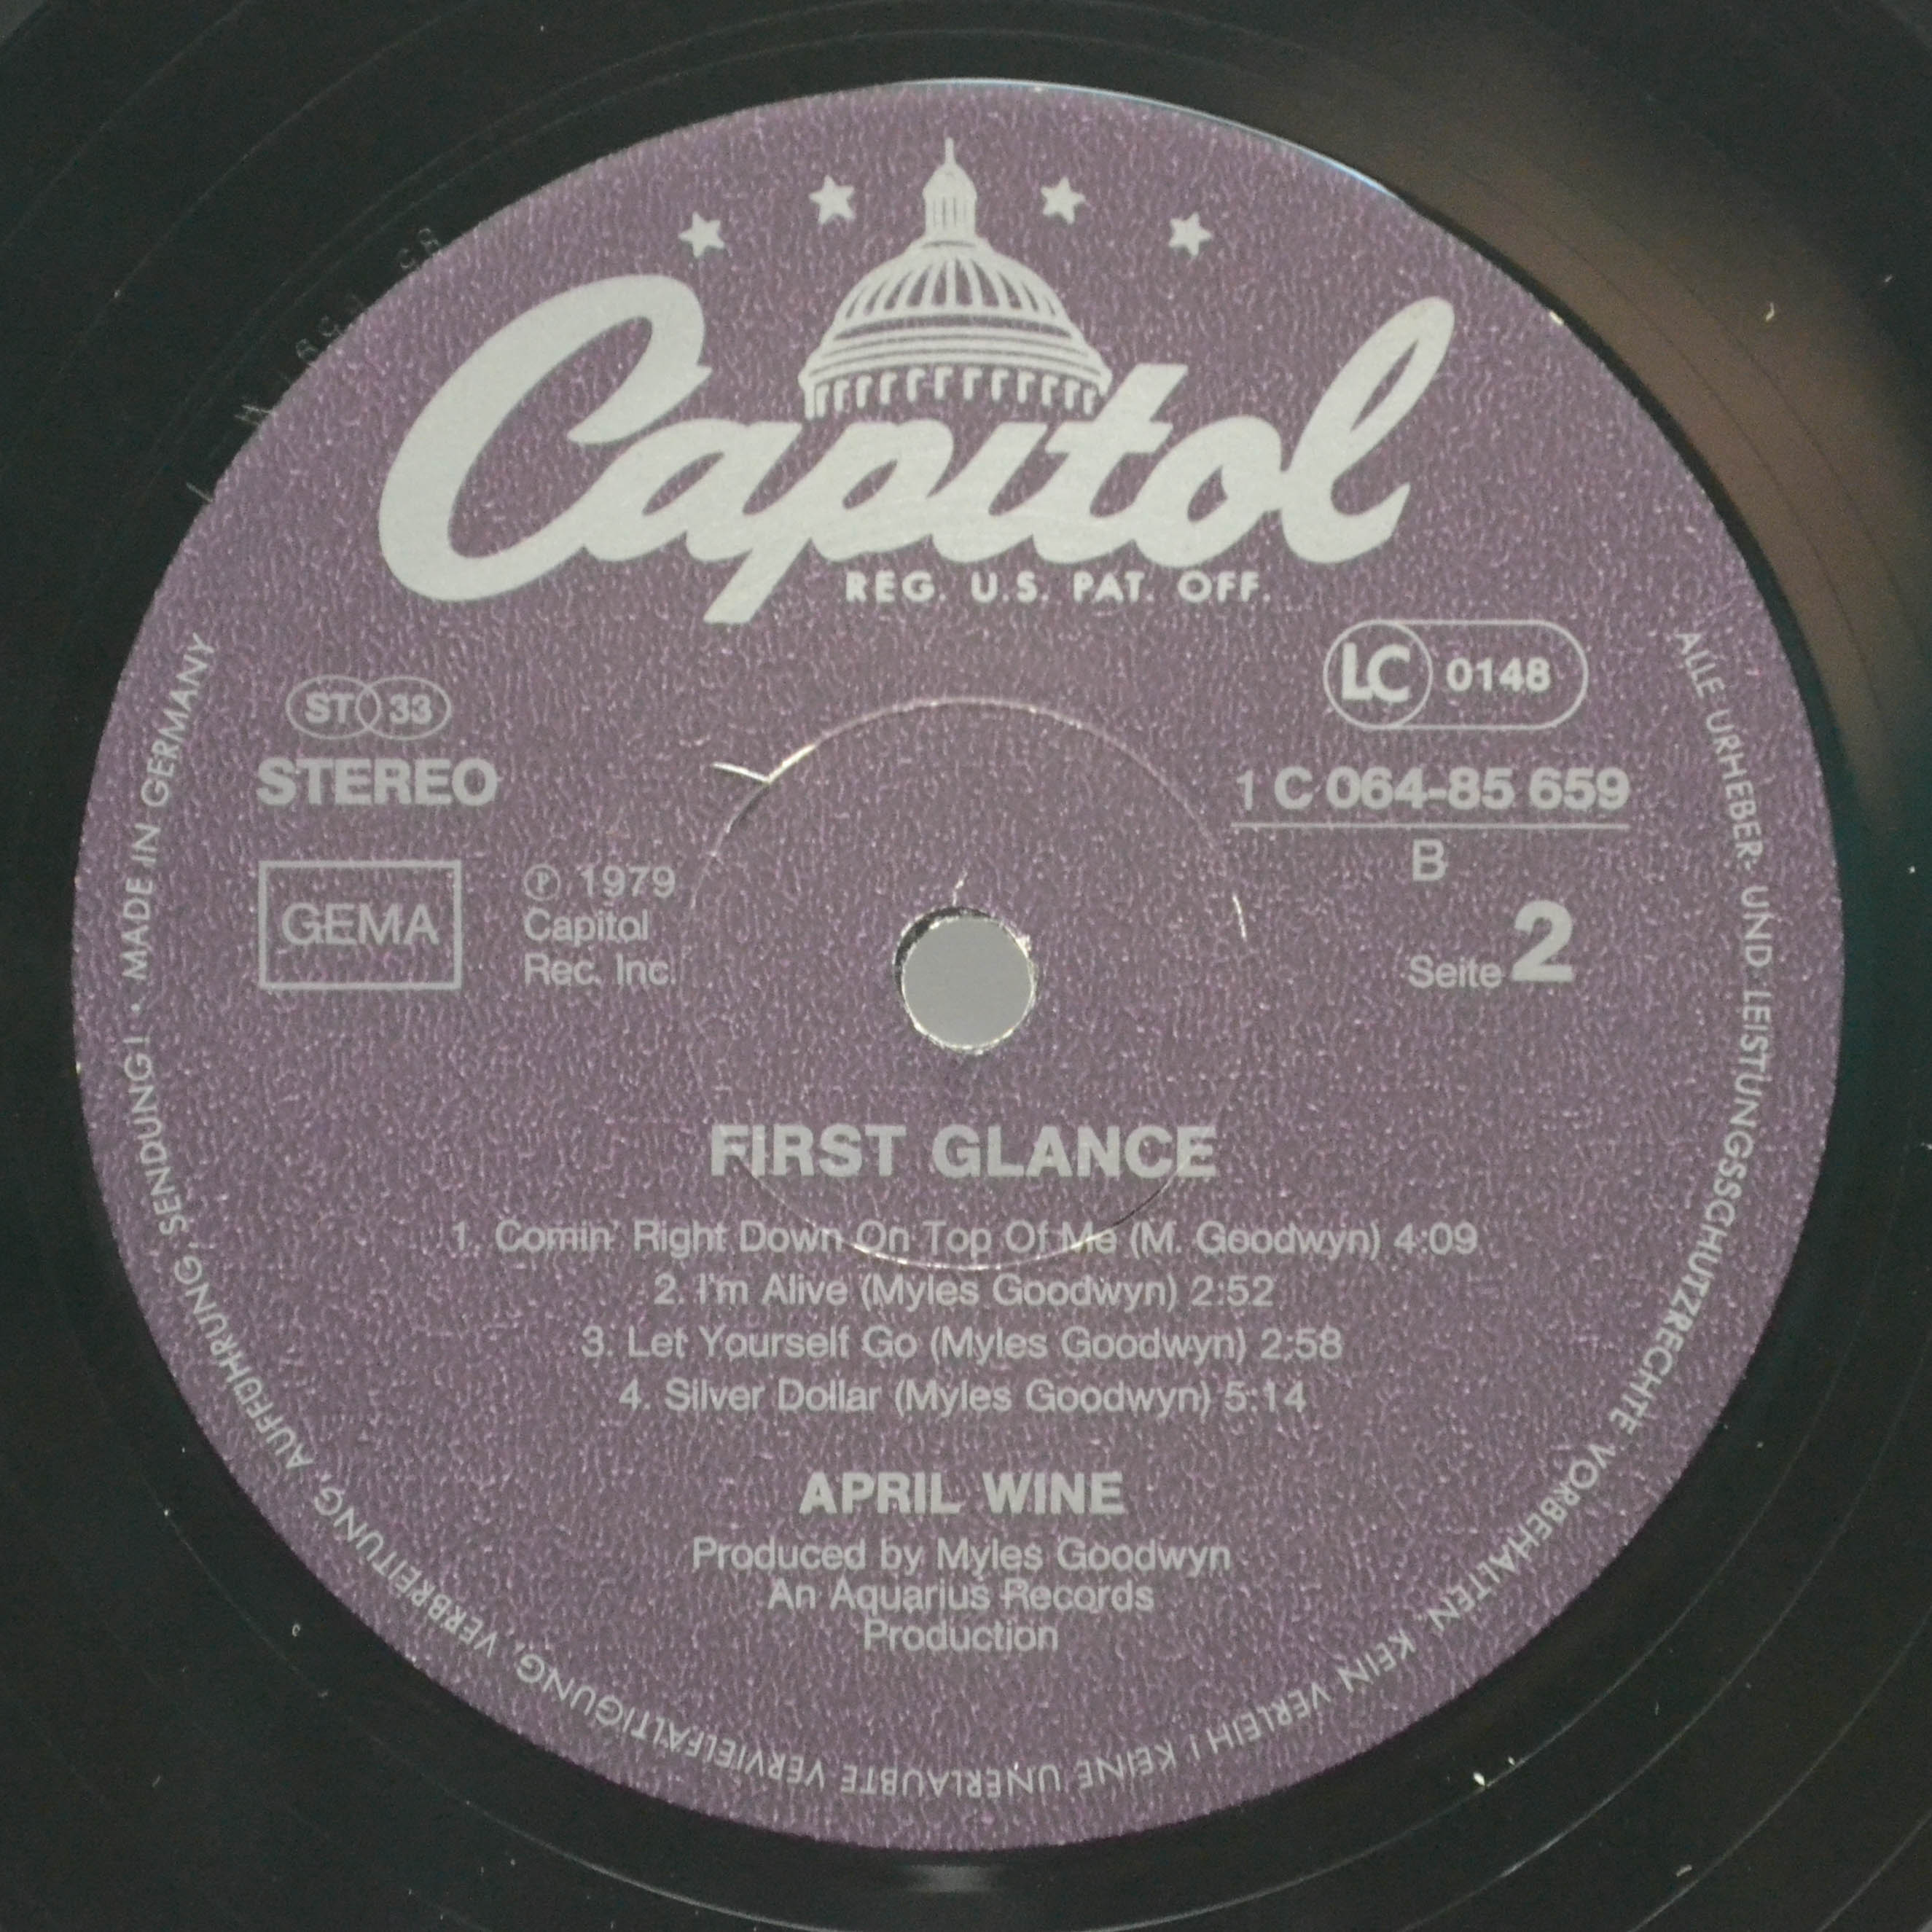 Capitol
REG. U.S. PAT. OFF.
ST 33
STEREO
LC 0148
1 C 064-85 659
B
Seite 2
GEMA
℗ 1979
Capitol
Rec. Inc.
FIRST GLANCE
1. Comin' Right Down On Top Of Me (M. Goodwyn) 4:09
2. I'm Alive (Myles Goodwyn) 2:52
3. Let Yourself Go (Myles Goodwyn) 2:58
4. Silver Dollar (Myles Goodwyn) 5:14
APRIL WINE
Produced by Myles Goodwyn
An Aquarius Records
Production
ALLE URHEBER- UND LEISTUNGSSCHUTZRECHTE VORBEHALTEN. KEIN VERLEIH! KEINE UNERLAUBTE VERVIELFÄLTIGUNG, VERBREITUNG, AUFFÜHRUNG, SENDUNG! · MADE IN GERMANY